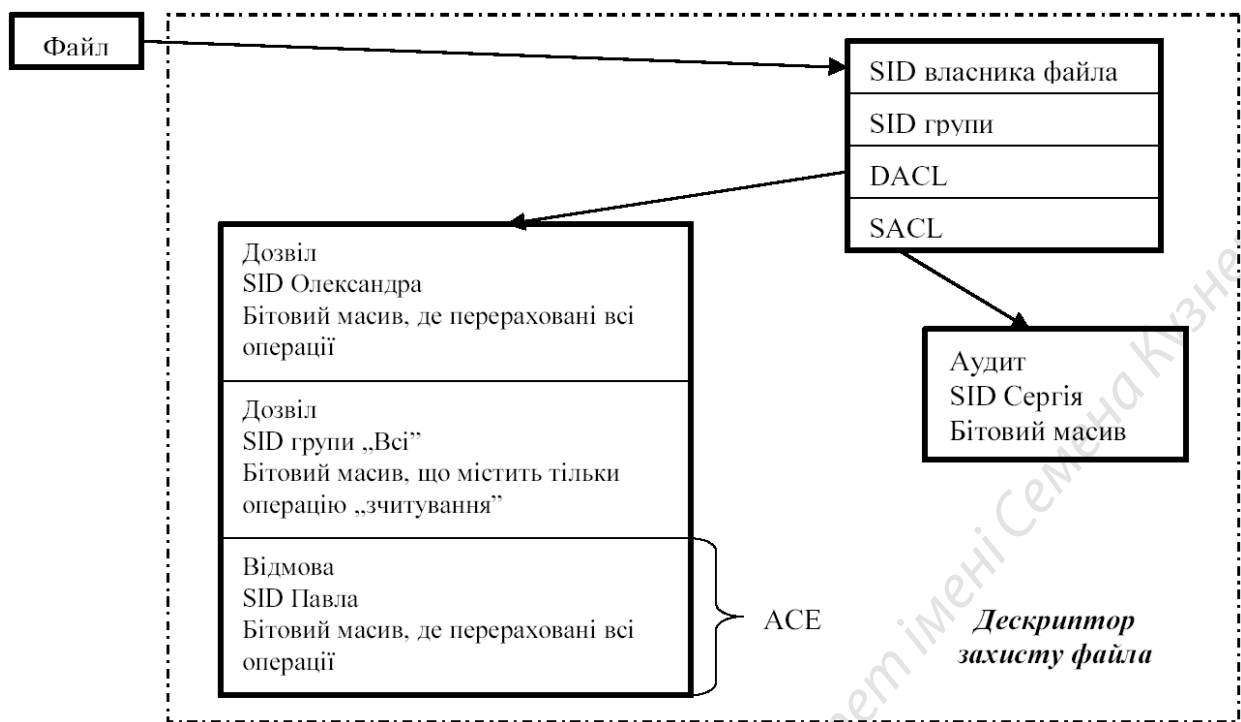 Файл
SID власника файла
SID групи
DACL
SACL
Дозвіл
SID Олександра
Бітовий масив, де перераховані всі
операції
Дозвіл
SID групи „Всі”
Бітовий масив, що містить тільки
операцію „зчитування”
Відмова
SID Павла
Бітовий масив, де перераховані всі
операції
ACE
Аудит
SID Сергія
Бітовий масив
Дескриптор
захисту файла
імені Семена